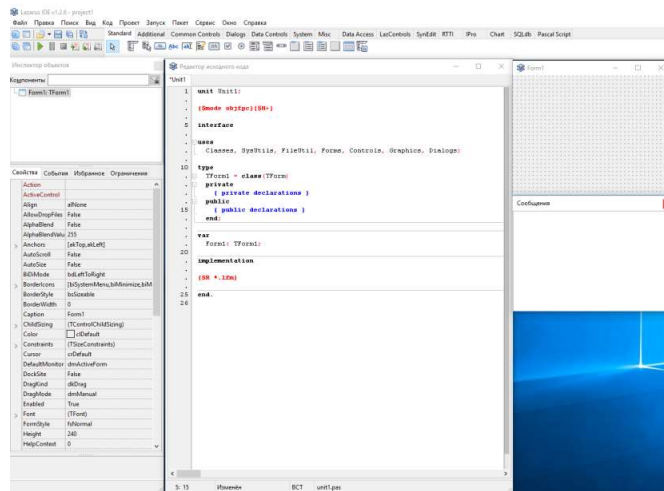 Lazarus IDE v1.2.6 - project1
Файл Правка Поиск Вид Код Проект Запуск Пакет Сервис Окно Справка
Standard Additional Common Controls Dialogs Data Controls System Misc Data Access LazControls SynEdit RTTI IPro Chart SQLdb Pascal Script
Инспектор объектов
Компоненты
Form1: TForm1
Свойства События Избранное Ограничения
Action
ActiveControl
Align alNone
AllowDropFiles False
AlphaBlend False
AlphaBlendValu 255
Anchors [akTop,akLeft]
AutoScroll False
AutoSize False
BiDiMode bdLeftToRight
BorderIcons [biSystemMenu,biMinimize,biM
BorderStyle bsSizeable
BorderWidth 0
Caption Form1
ChildSizing (TControlChildSizing)
Color clDefault
Constraints (TSizeConstraints)
Cursor crDefault
DefaultMonitor dmActiveForm
DockSite False
DragKind dkDrag
DragMode dmManual
Enabled True
Font (TFont)
FormStyle fsNormal
Height 240
HelpContext 0
Редактор исходного кода
*Unit1
1 unit Unit1;
{$mode objfpc}{$H+}
5 interface
uses
Classes, SysUtils, FileUtil, Forms, Controls, Graphics, Dialogs;
10 type
TForm1 = class(TForm)
private
{ private declarations }
public
15 { public declarations }
end;
var
Form1: TForm1;
20
implementation
{$R *.lfm}
25 end.
26
5: 15 Изменён ВСТ unit1.pas
Form1
Сообщения